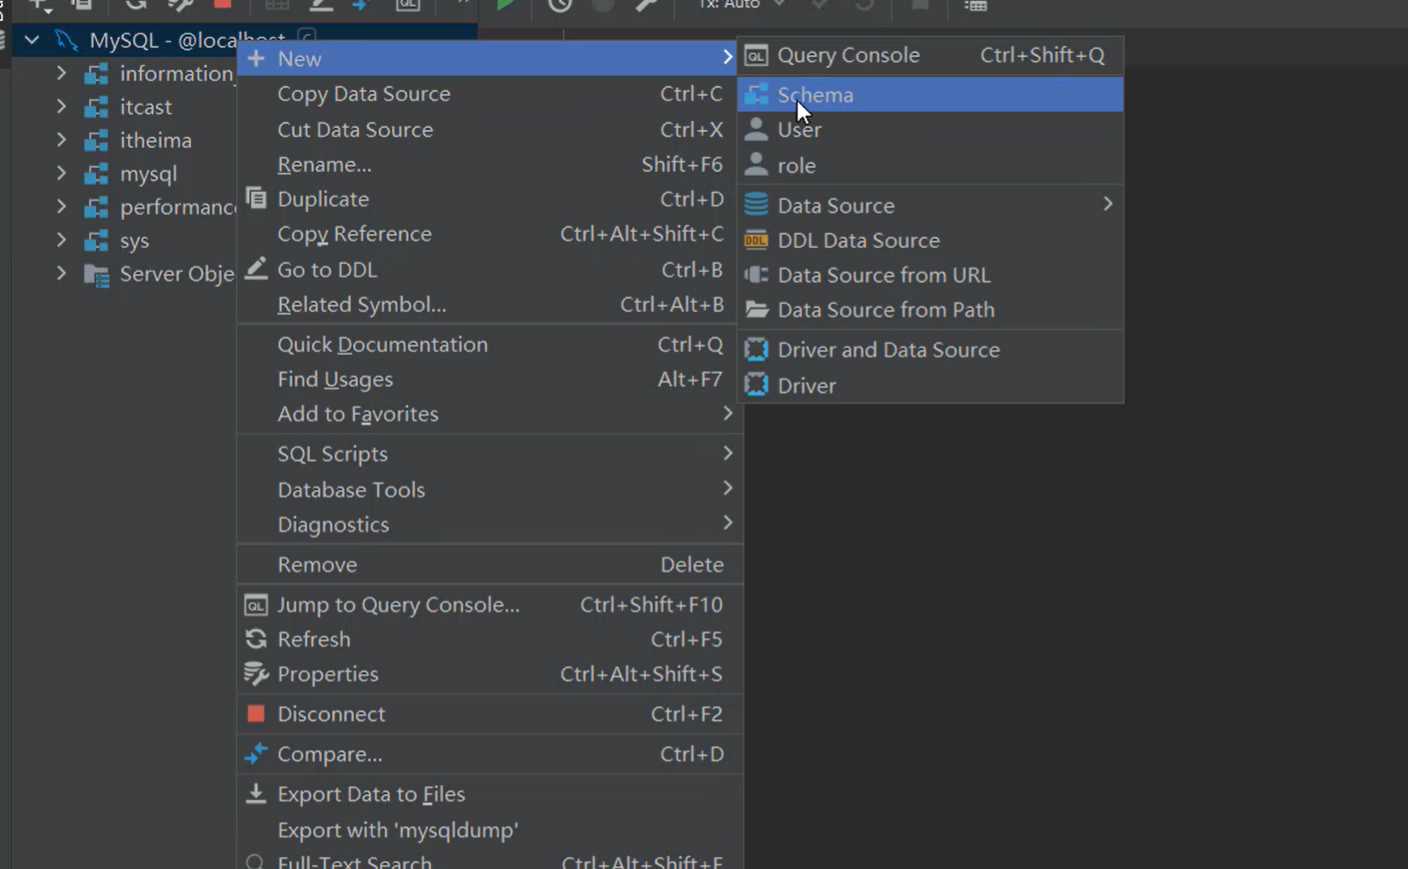 Tx: Auto
MySQL - @localhost
information_
itcast
itheima
mysql
performanc
sys
Server Obje
New
Copy Data Source Ctrl+C
Cut Data Source Ctrl+X
Rename... Shift+F6
Duplicate Ctrl+D
Copy Reference Ctrl+Alt+Shift+C
Go to DDL Ctrl+B
Related Symbol... Ctrl+Alt+B
Quick Documentation Ctrl+Q
Find Usages Alt+F7
Add to Favorites
SQL Scripts
Database Tools
Diagnostics
Remove Delete
QL Jump to Query Console... Ctrl+Shift+F10
Refresh Ctrl+F5
Properties Ctrl+Alt+Shift+S
Disconnect Ctrl+F2
Compare... Ctrl+D
Export Data to Files
Export with 'mysqldump'
Full-Text Search Ctrl+Alt+Shift+F
QL Query Console Ctrl+Shift+Q
Schema
User
role
Data Source
DDL DDL Data Source
Data Source from URL
Data Source from Path
Driver and Data Source
Driver